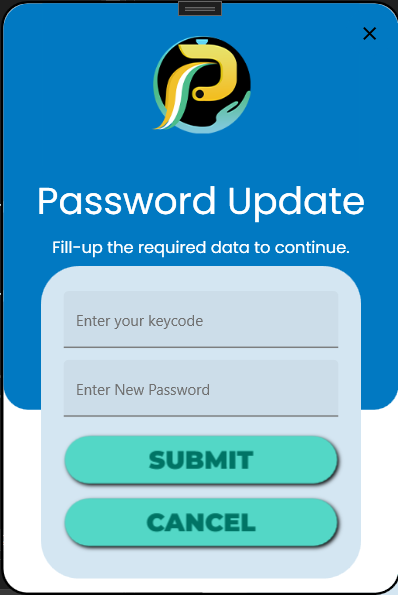 Password Update
Fill-up the required data to continue.
Enter your keycode
Enter New Password
SUBMIT
CANCEL